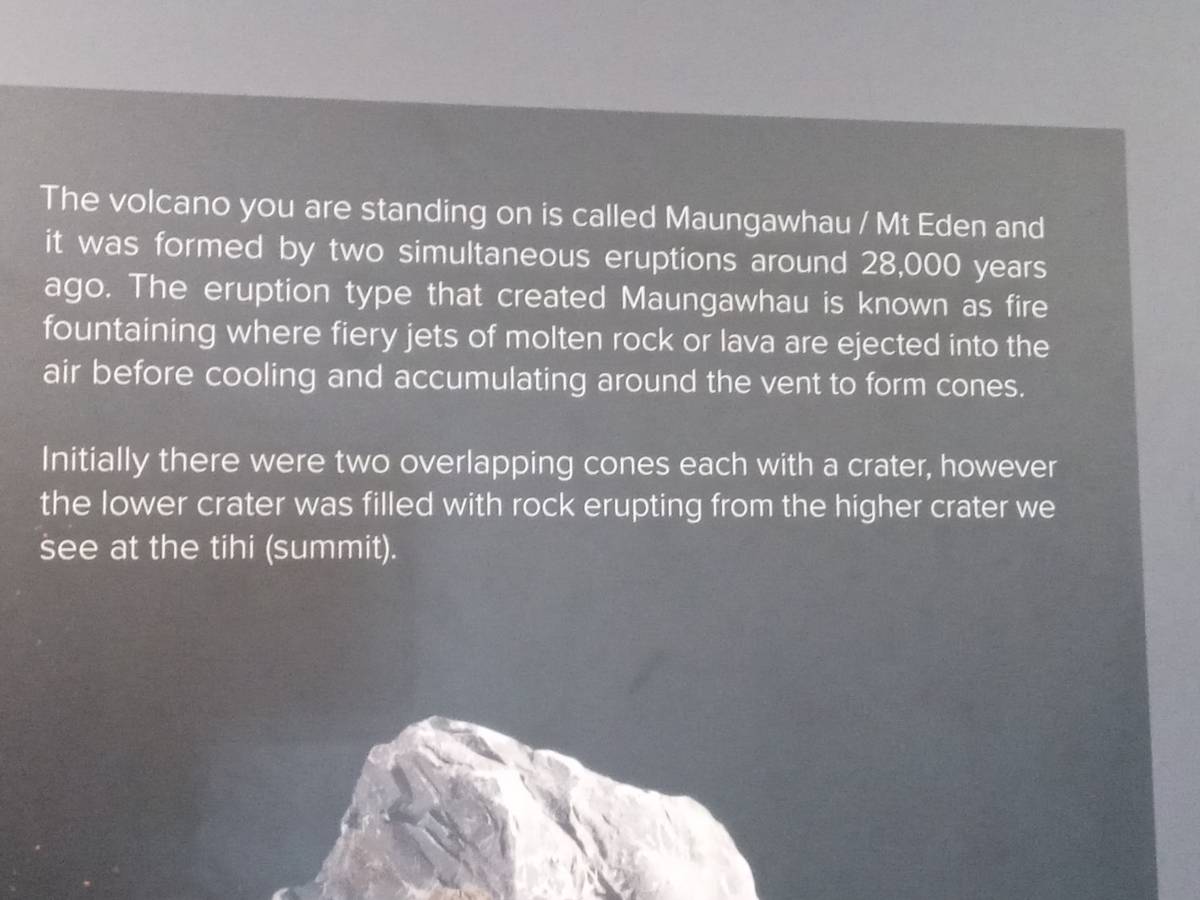 The volcano you are standing on is called Maungawhau / Mt Eden and
it was formed by two simultaneous eruptions around 28,000 years
ago. The eruption type that created Maungawhau is known as fire
fountaining where fiery jets of molten rock or lava are ejected into the
air before cooling and accumulating around the vent to form cones.
Initially there were two overlapping cones each with a crater, however
the lower crater was filled with rock erupting from the higher crater we
see at the tihi (summit).